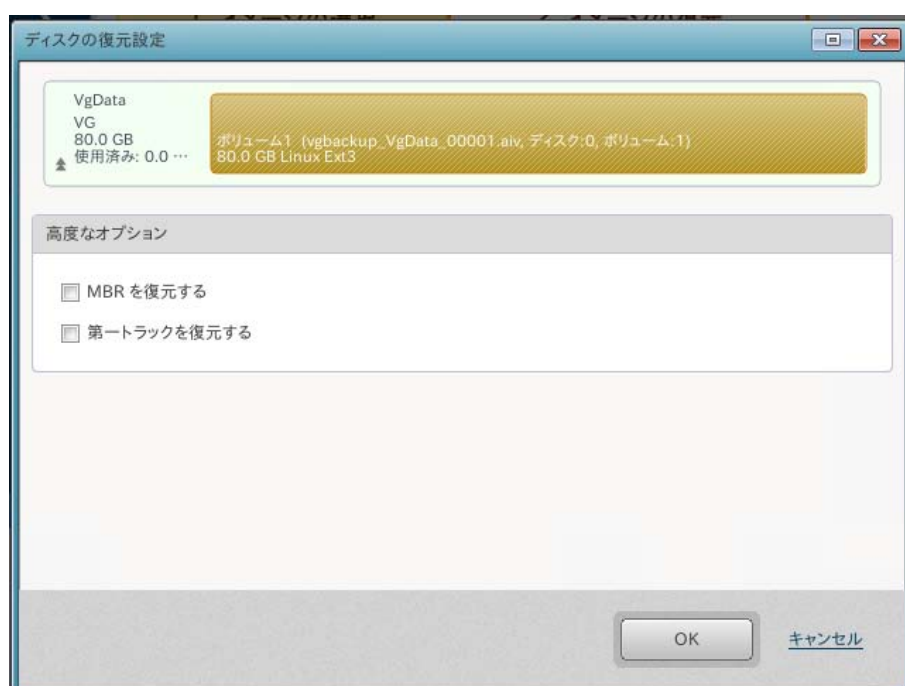 ディスクの復元設定
VgData
VG
80.0 GB
使用済み: 0.0 …
ボリューム1 (vgbackup_VgData_00001.aiv, ディスク:0, ボリューム:1)
80.0 GB Linux Ext3
高度なオプション
MBR を復元する
第一トラックを復元する
OK
キャンセル